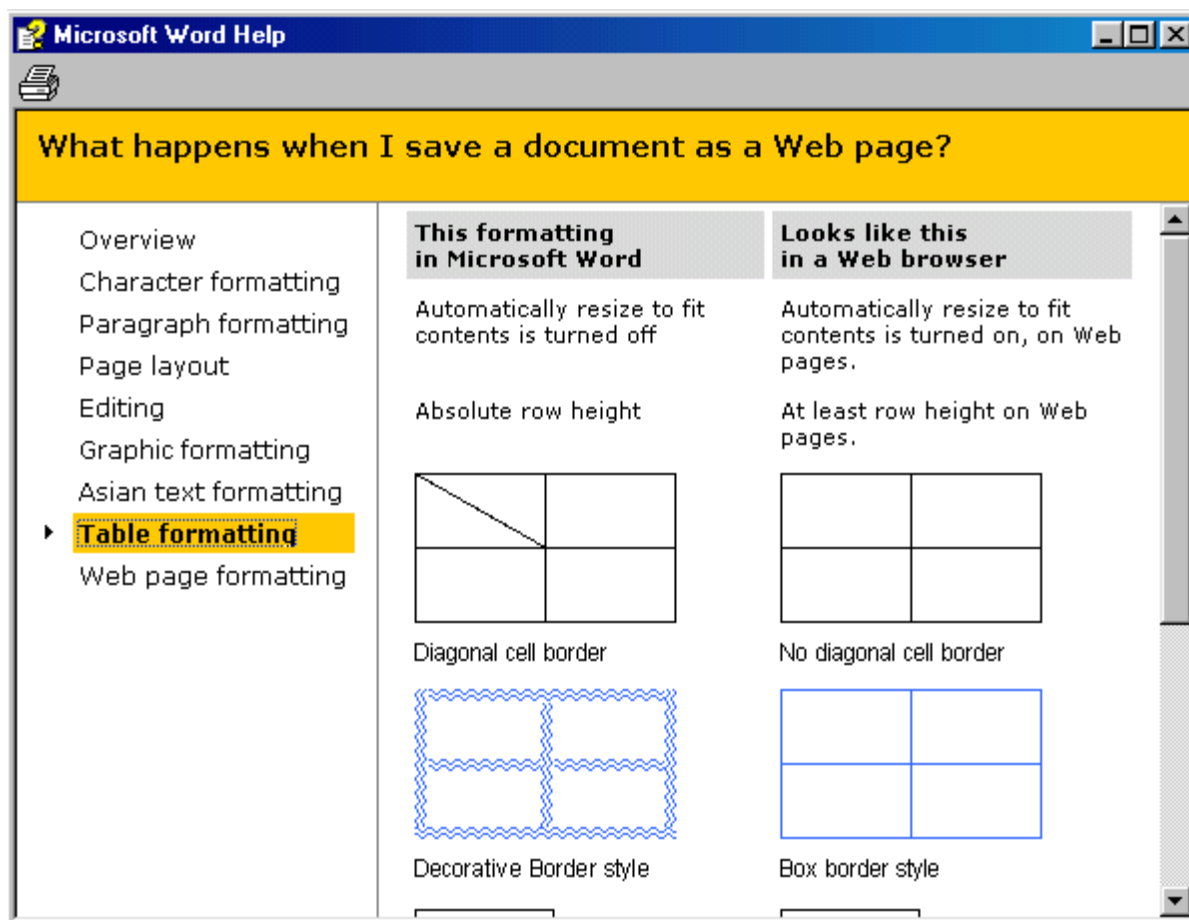 Microsoft Word Help
What happens when I save a document as a Web page?
Overview
Character formatting
Paragraph formatting
Page layout
Editing
Graphic formatting
Asian text formatting
Table formatting
Web page formatting
This formatting
in Microsoft Word
Looks like this
in a Web browser
Automatically resize to fit
contents is turned off
Automatically resize to fit
contents is turned on, on Web
pages.
Absolute row height
At least row height on Web
pages.
Diagonal cell border
No diagonal cell border
Decorative Border style
Box border style